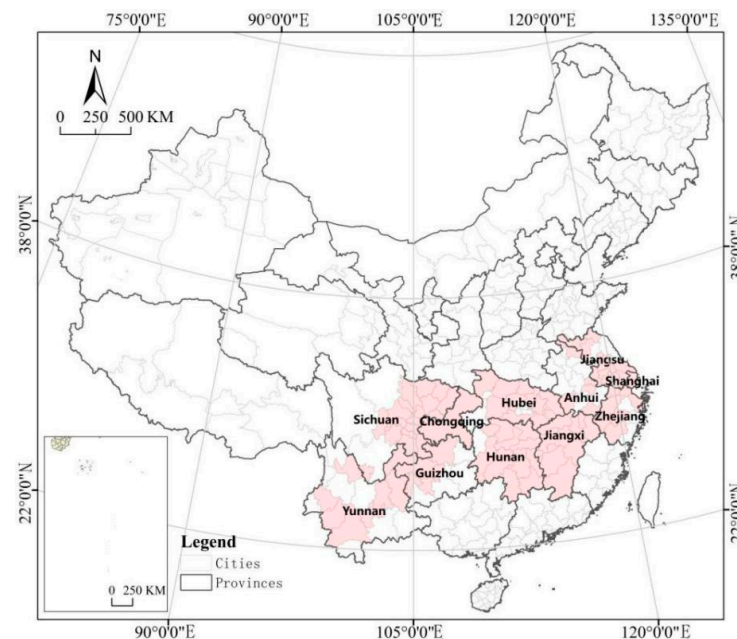 75°0'0"E 90°0'0"E 105°0'0"E 120°0'0"E 135°0'0"E
N
0 250 500 KM
38°0'0"N
38°0'0"N
Jiangsu
Shanghai
Anhui
Hubei
Sichuan
Chongqing
Zhejiang
Jiangxi
Hunan
Guizhou
Yunnan
22°0'0"N
22°0'0"N
Legend
Cities
Provinces
0 250 KM
90°0'0"E 105°0'0"E 120°0'0"E